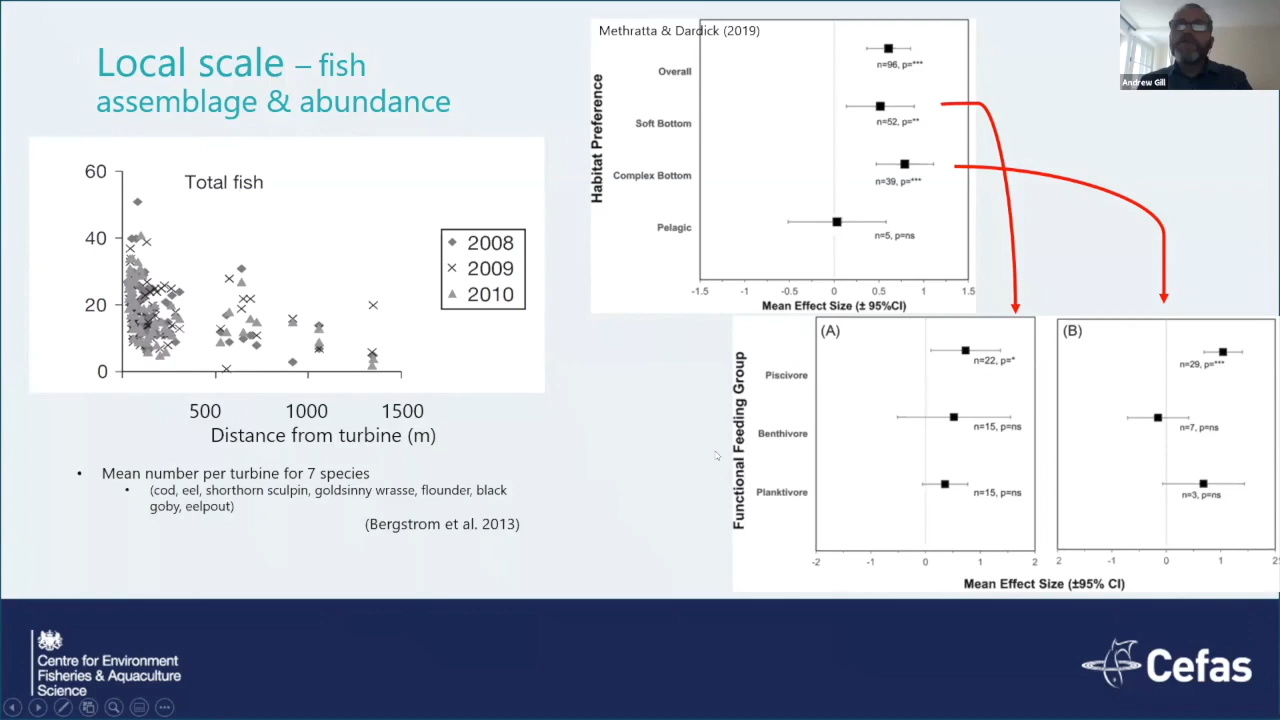 Local scale – fish
assemblage & abundance
60
40
20
0
Total fish
2008
2009
2010
500
1000
1500
Distance from turbine (m)
• Mean number per turbine for 7 species
• (cod, eel, shorthorn sculpin, goldsinny wrasse, flounder, black
goby, eelpout)
(Bergstrom et al. 2013)
Methratta & Dardick (2019)
Habitat Preference
Overall
n=96, p=***
Soft Bottom
n=52, p=**
Complex Bottom
n=39, p=***
Pelagic
n=5, p=ns
-1.5
-1
-0.5
0
0.5
1
1.5
Mean Effect Size (± 95%CI)
Functional Feeding Group
(A)
(B)
Piscivore
n=22, p=*
n=29, p=***
Benthivore
n=15, p=ns
n=7, p=ns
Planktivore
n=15, p=ns
n=3, p=ns
-2
-1
0
1
2
-1
0
1
2
Mean Effect Size (±95% CI)
Andrew Gill
Centre for Environment
Fisheries & Aquaculture
Science
Cefas